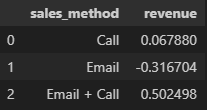 sales_method revenue
0 Call 0.067880
1 Email -0.316704
2 Email + Call 0.502498